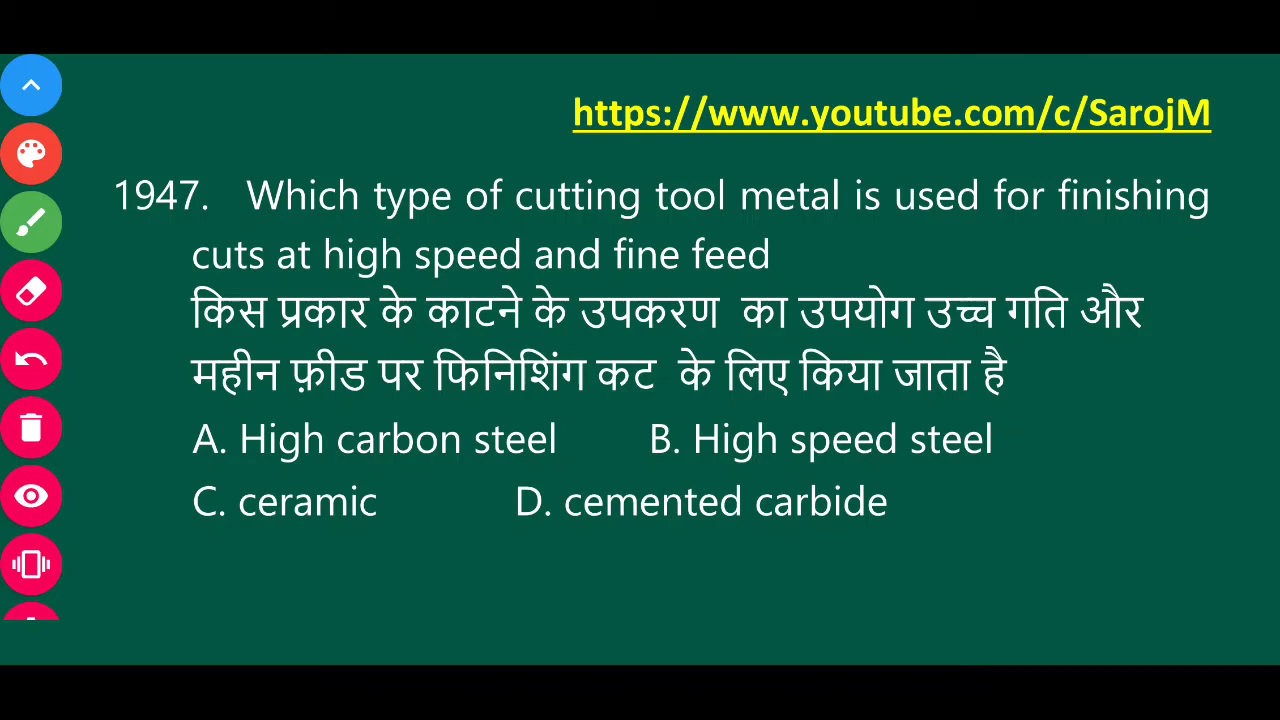 https://www.youtube.com/c/SarojM
1947. Which type of cutting tool metal is used for finishing
cuts at high speed and fine feed
किस प्रकार के काटने के उपकरण का उपयोग उच्च गति और
महीन फ़ीड पर फिनिशिंग कट के लिए किया जाता है
A. High carbon steel B. High speed steel
C. ceramic D. cemented carbide